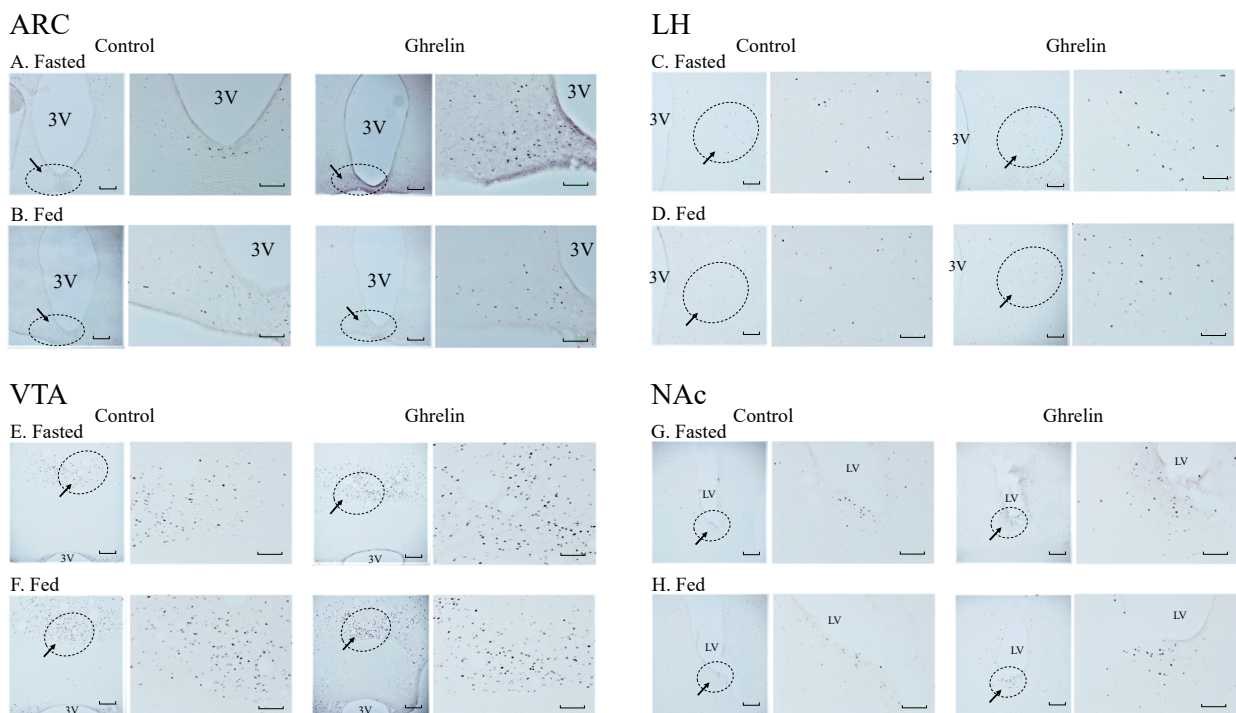 ARC
Control Ghrelin
A. Fasted
3V 3V 3V 3V
B. Fed
3V 3V 3V 3V
LH
Control Ghrelin
C. Fasted
3V 3V
D. Fed
3V 3V
VTA
Control Ghrelin
E. Fasted
3V 3V
F. Fed
3V 3V
NAc
Control Ghrelin
G. Fasted
LV LV LV LV
H. Fed
LV LV LV LV